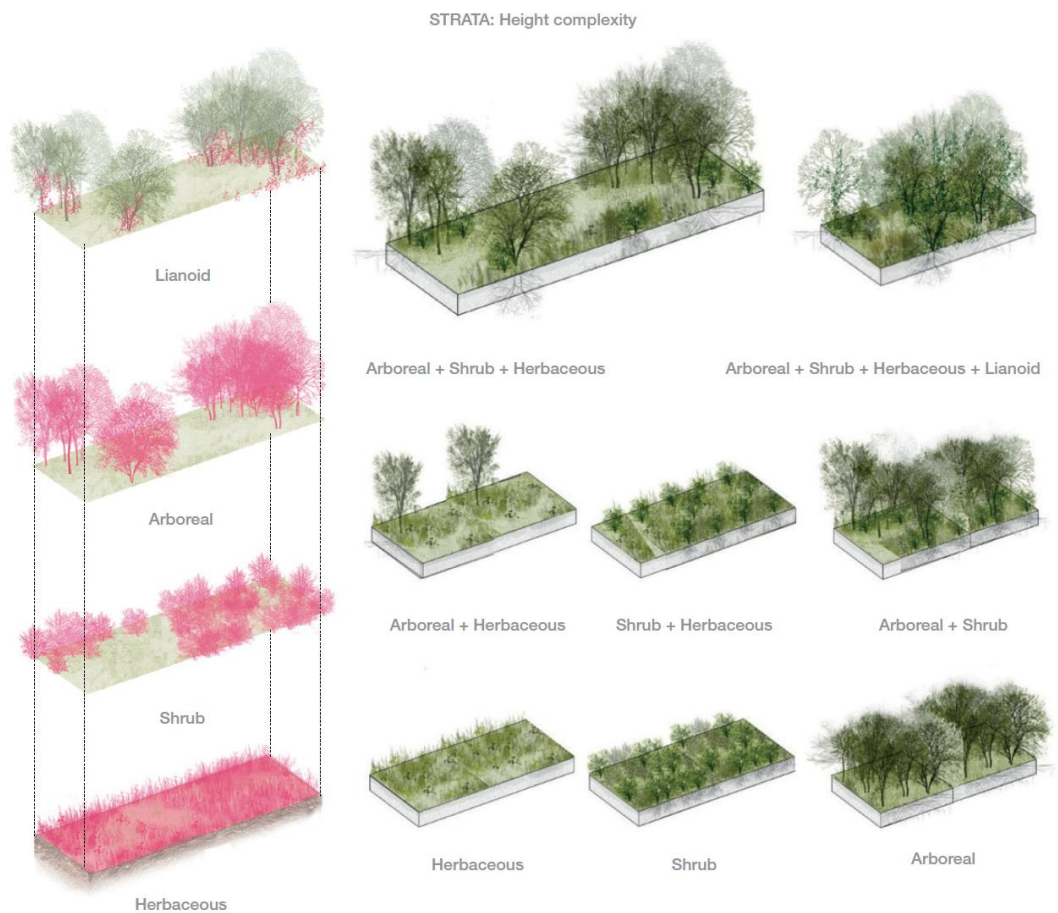 STRATA: Height complexity
Lianoid
Arboreal
Shrub
Herbaceous
Arboreal + Shrub + Herbaceous
Arboreal + Shrub + Herbaceous + Lianoid
Arboreal + Herbaceous
Shrub + Herbaceous
Arboreal + Shrub
Herbaceous
Shrub
Arboreal